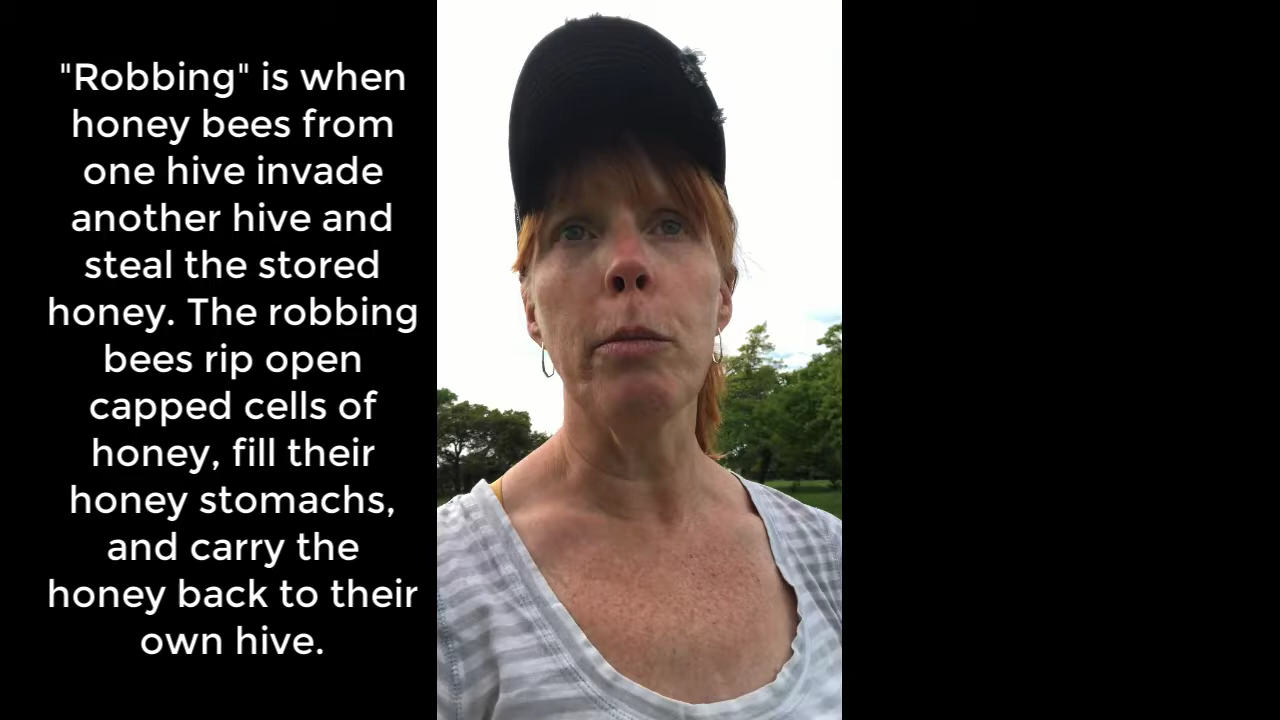 "Robbing" is when
honey bees from
one hive invade
another hive and
steal the stored
honey. The robbing
bees rip open
capped cells of
honey, fill their
honey stomachs,
and carry the
honey back to their
own hive.